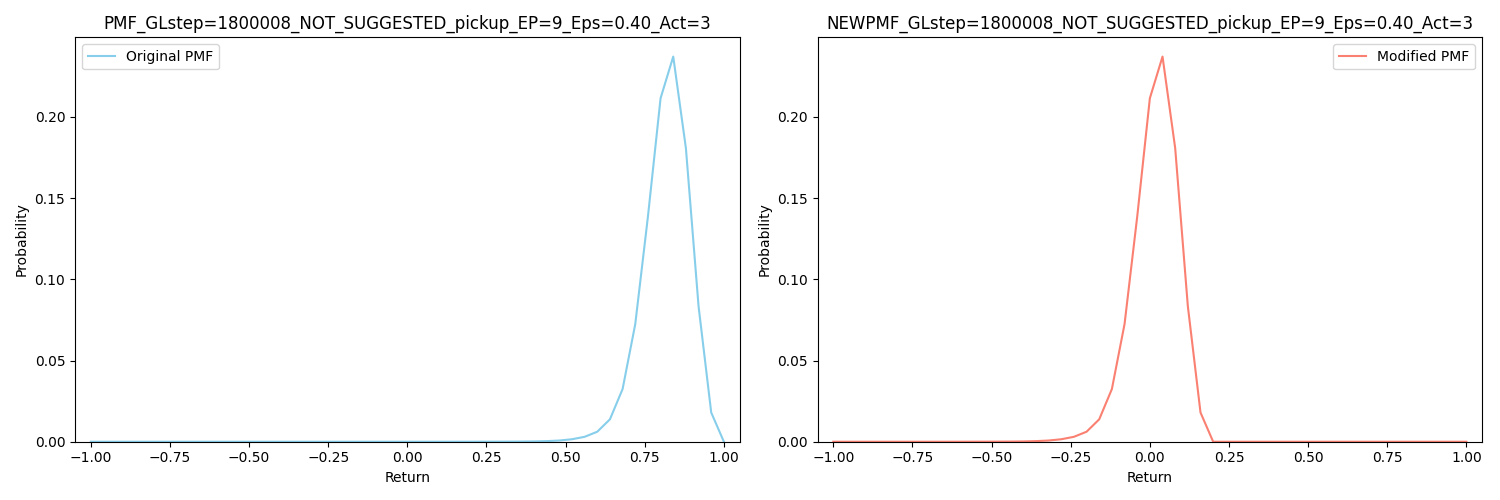 PMF_GLstep=1800008_NOT_SUGGESTED_pickup_EP=9_Eps=0.40_Act=3
Original PMF
Probability
0.20
0.15
0.10
0.05
0.00
−1.00 −0.75 −0.50 −0.25 0.00 0.25 0.50 0.75 1.00
Return
NEWPMF_GLstep=1800008_NOT_SUGGESTED_pickup_EP=9_Eps=0.40_Act=3
Modified PMF
Probability
0.20
0.15
0.10
0.05
0.00
−1.00 −0.75 −0.50 −0.25 0.00 0.25 0.50 0.75 1.00
Return